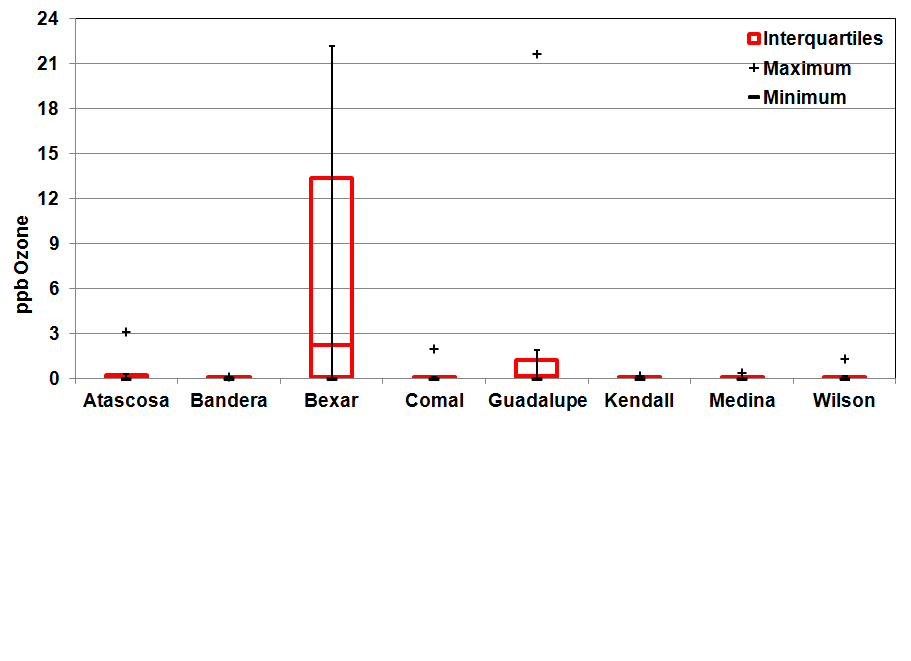 24
21
18
15
12
9
6
3
0
ppb Ozone
Interquartiles
Maximum
Minimum
Atascosa Bandera Bexar Comal Guadalupe Kendall Medina Wilson